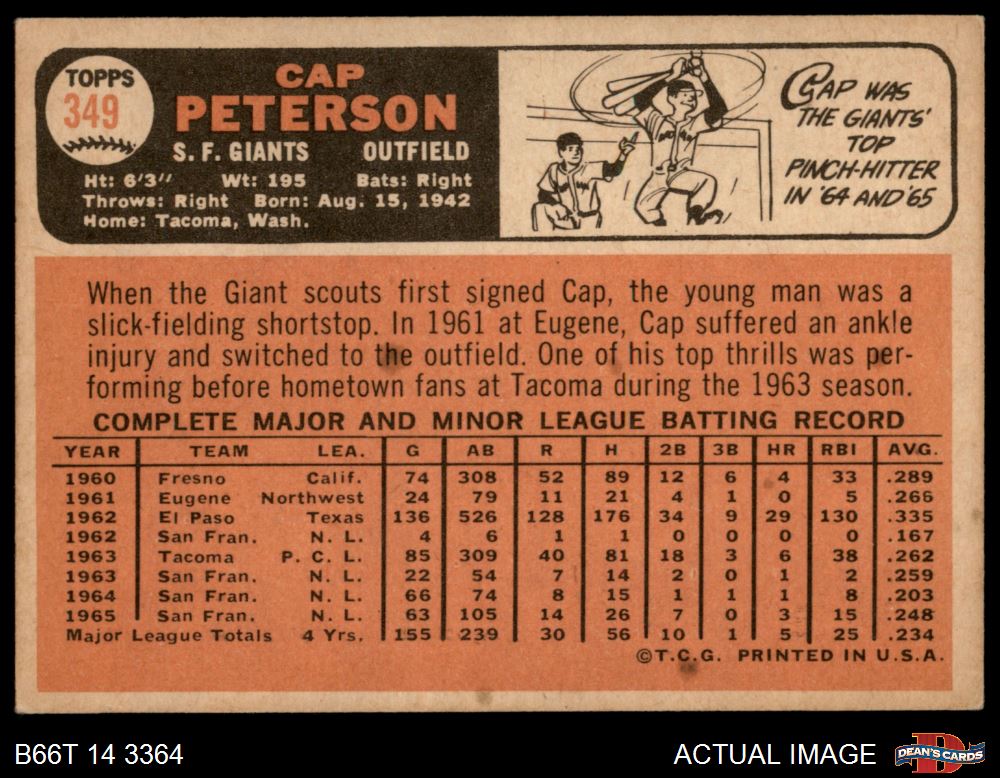 TOPPS
349
CAP
PETERSON
S. F. GIANTS OUTFIELD
Ht: 6'3" Wt: 195 Bats: Right
Throws: Right Born: Aug. 15, 1942
Home: Tacoma, Wash.
CAP WAS
THE GIANTS'
TOP
PINCH-HITTER
IN '64 AND '65
When the Giant scouts first signed Cap, the young man was a
slick-fielding shortstop. In 1961 at Eugene, Cap suffered an ankle
injury and switched to the outfield. One of his top thrills was per-
forming before hometown fans at Tacoma during the 1963 season.
COMPLETE MAJOR AND MINOR LEAGUE BATTING RECORD
YEAR TEAM LEA. G AB R H 2B 3B HR RBI AVG.
1960 Fresno Calif. 74 308 52 89 12 6 4 33 .289
1961 Eugene Northwest 24 79 11 21 4 1 0 5 .266
1962 El Paso Texas 136 526 128 176 34 9 29 130 .335
1962 San Fran. N. L. 4 6 1 1 0 0 0 0 .167
1963 Tacoma P. C. L. 85 309 40 81 18 3 6 38 .262
1963 San Fran. N. L. 22 54 7 14 2 0 1 2 .259
1964 San Fran. N. L. 66 74 8 15 1 1 1 8 .203
1965 San Fran. N. L. 63 105 14 26 7 0 3 15 .248
Major League Totals 4 Yrs. 155 239 30 56 10 1 5 25 .234
©T.C.G. PRINTED IN U.S.A.
B66T 14 3364 ACTUAL IMAGE DEAN'S CARDS